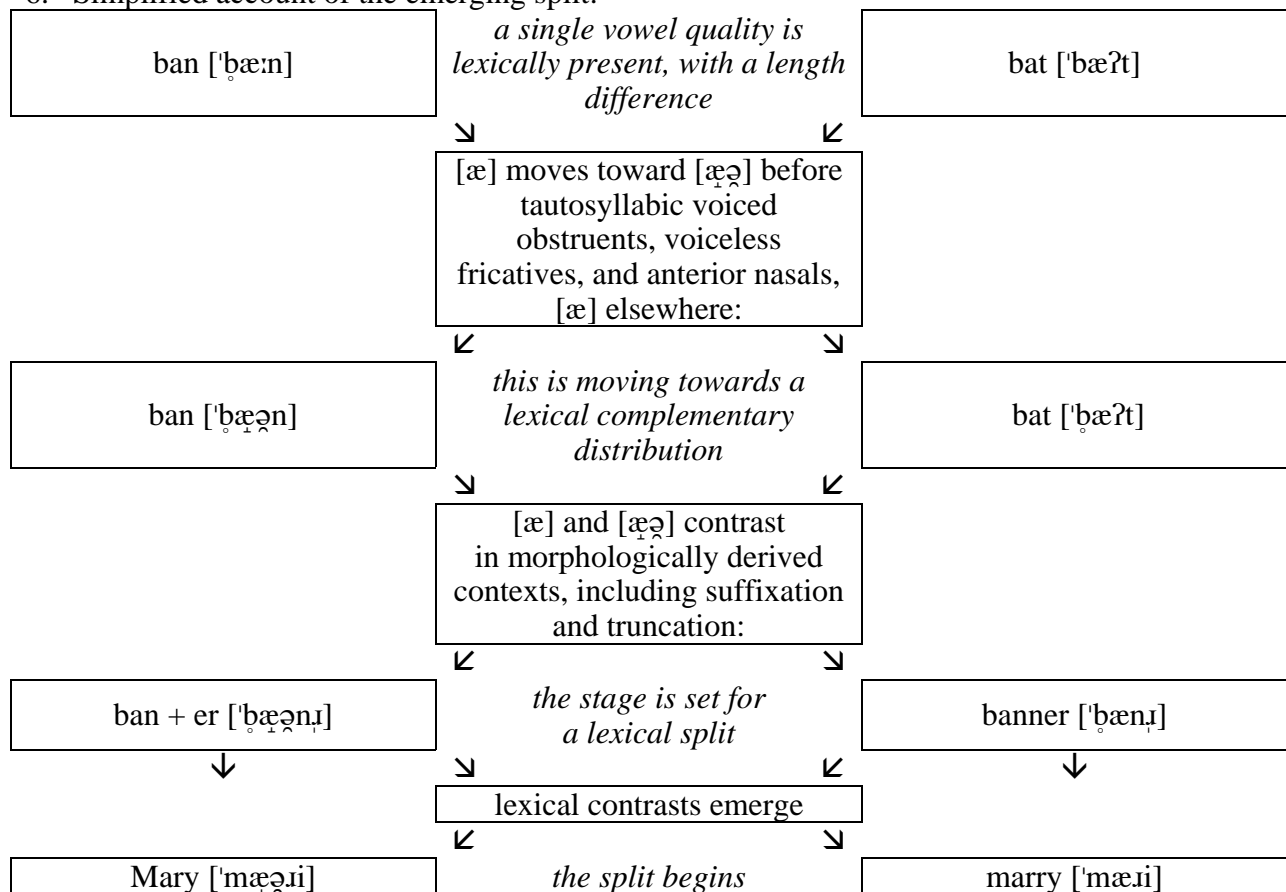 Simplified account of the emerging split:
ban [ˈb̥æːn]
a single vowel quality is
lexically present, with a length
difference
bat [ˈbæʔt]
↘ ↙
[æ] moves toward [æ̟ə̯] before
tautosyllabic voiced
obstruents, voiceless
fricatives, and anterior nasals,
[æ] elsewhere:
↙ ↘
ban [ˈb̥æ̟ə̯n]
this is moving towards a
lexical complementary
distribution
bat [ˈb̥æʔt]
↘ ↙
[æ] and [æ̟ə̯] contrast
in morphologically derived
contexts, including suffixation
and truncation:
↙ ↘
ban + er [ˈb̥æ̟ə̯nɹ̩]
the stage is set for
a lexical split
banner [ˈb̥ænɹ̩]
↓ ↘ ↙ ↓
lexical contrasts emerge
↙ ↘
Mary [ˈmæ̟ə̯ɹi] the split begins marry [ˈmæɹi]